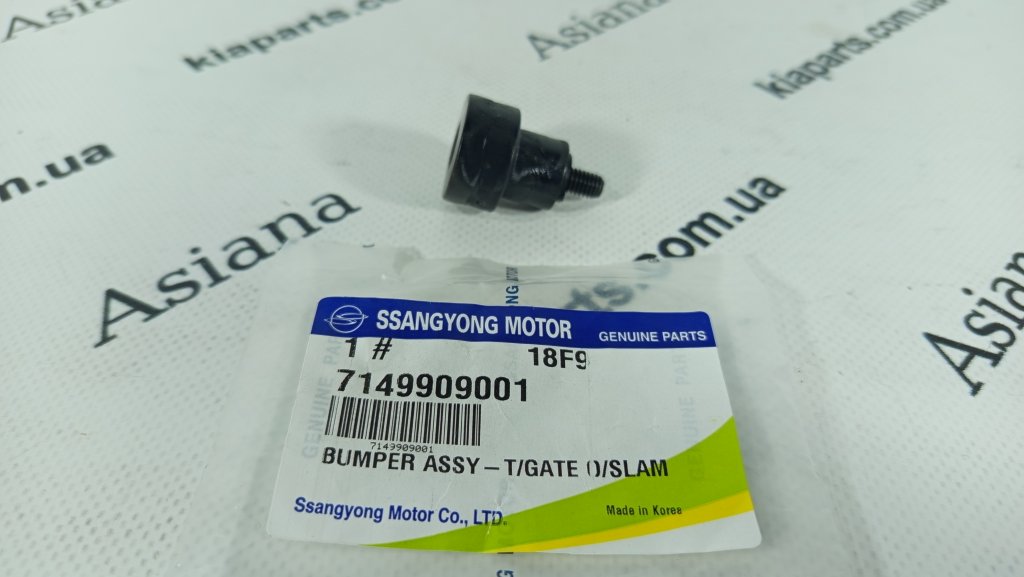 Asiana
kiaparts.com
Asiana
kiaparts.com.ua
.ua
Asiana
.com.ua
Asiana
SSANGYONG MOTOR GENUINE PARTS
1 # 18F9
7149909001
7149909001
BUMPER ASSY-T/GATE O/SLAM
Ssangyong Motor Co., LTD.
Made in Korea